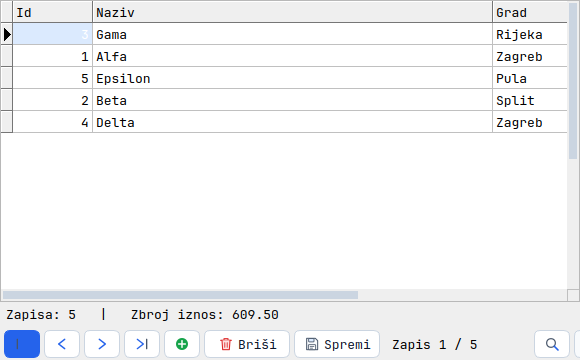 Id Naziv Grad
3 Gama Rijeka
1 Alfa Zagreb
5 Epsilon Pula
2 Beta Split
4 Delta Zagreb
Zapisa: 5 | Zbroj iznos: 609.50
Briši Spremi Zapis 1 / 5